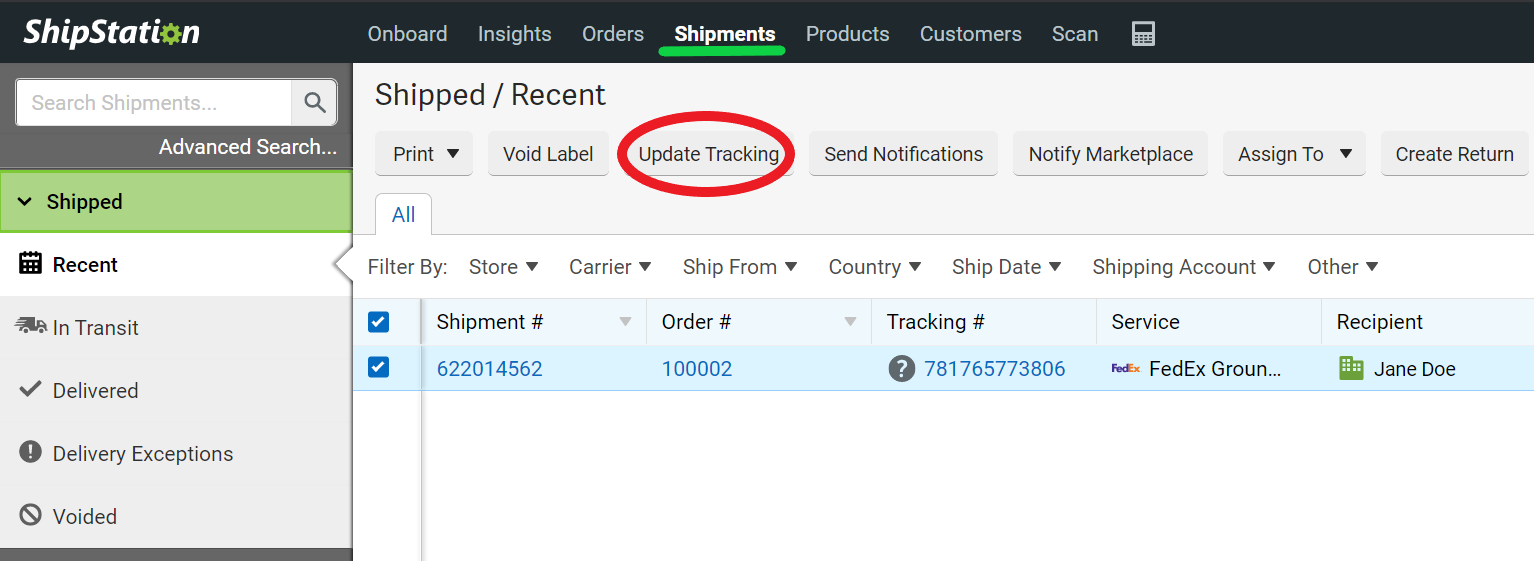 ShipStation
Onboard Insights Orders Shipments Products Customers Scan
Search Shipments...
Advanced Search...
Shipped
Recent
In Transit
Delivered
Delivery Exceptions
Voided
Shipped / Recent
Print Void Label Update Tracking Send Notifications Notify Marketplace Assign To Create Return
All
Filter By: Store Carrier Ship From Country Ship Date Shipping Account Other
Shipment # Order # Tracking # Service Recipient
622014562 100002 ? 781765773806 FedEx FedEx Groun... Jane Doe